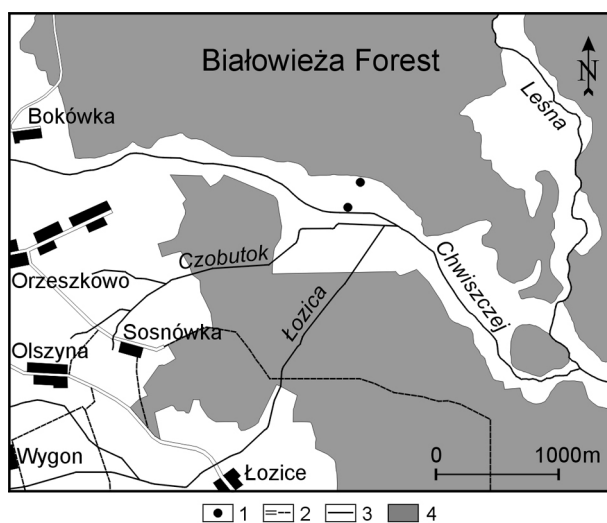 Białowieża Forest
N
Leśna
Bokówka
Czobutok
Chwiszczej
Orzeszkowo
Łozica
Sosnówka
Olszyna
Wygon
Łozice
0 1000m
1 2 3 4